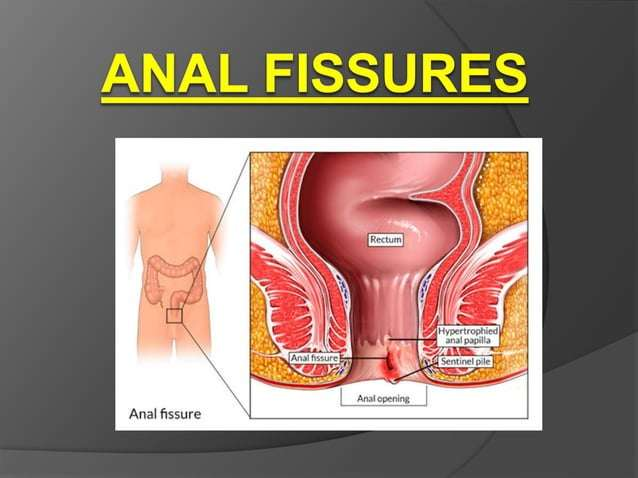 ANAL FISSURES
Rectum
Hypertrophied
anal papilla
Anal fissure
Sentinel pile
Anal opening
Anal fissure